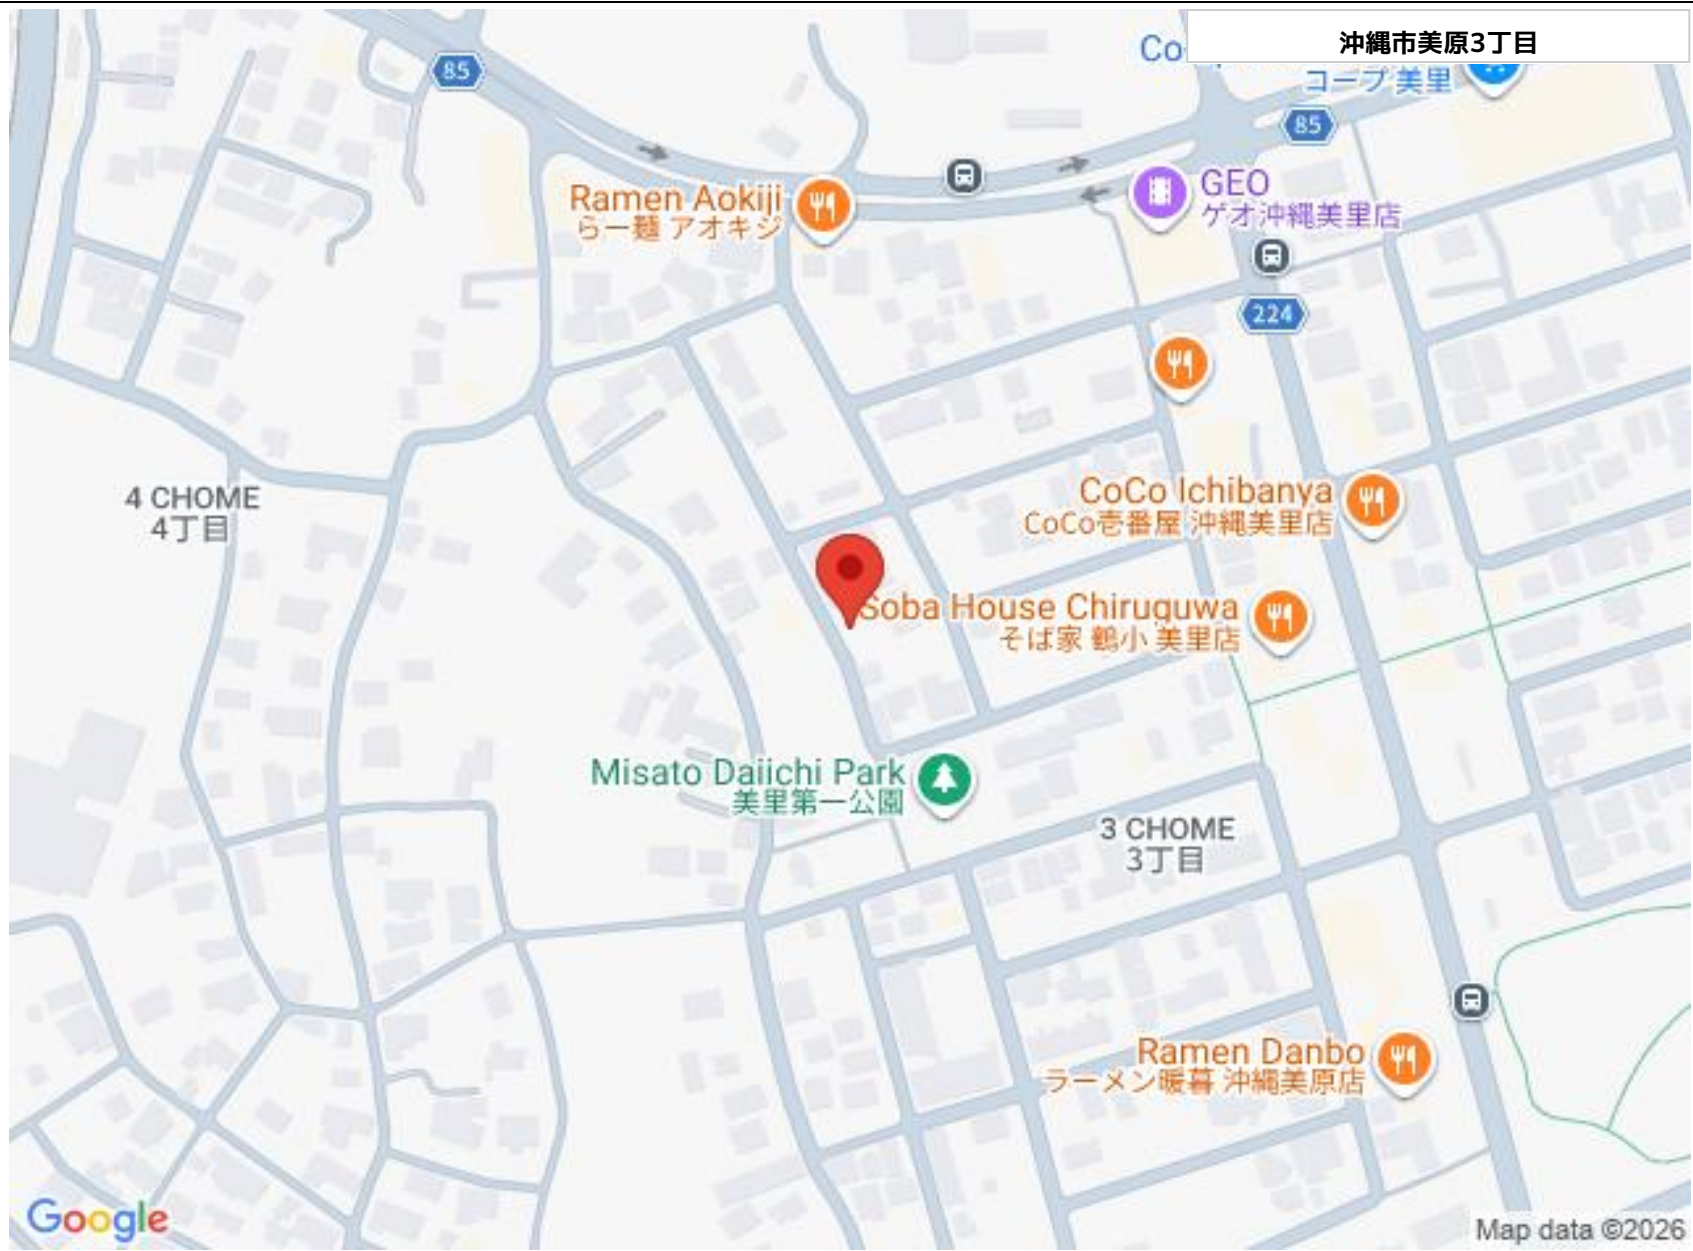 沖縄市美原3丁目
Co
コープ美里
85
85
GEO
ゲオ沖縄美里店
Ramen Aokiji
らー麺 アオキジ
224
4 CHOME
4丁目
CoCo Ichibanya
CoCo壱番屋 沖縄美里店
Soba House Chiruguwa
そば家 鶴小 美里店
Misato Daiichi Park
美里第一公園
3 CHOME
3丁目
Ramen Danbo
ラーメン暖暮 沖縄美原店
Google
Map data ©2026